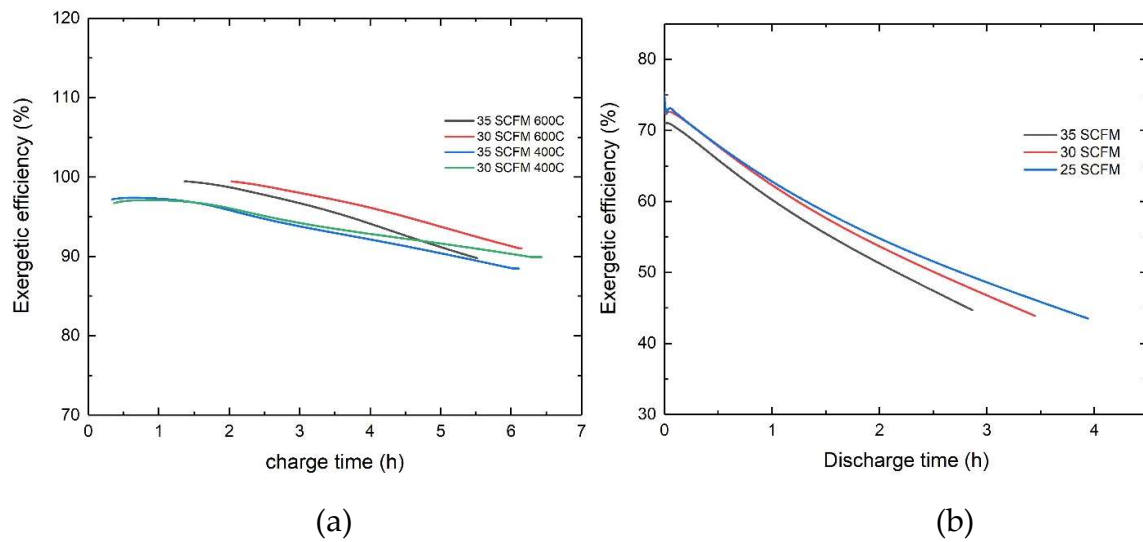 120
110
100
90
80
70
0
1
2
3
4
5
6
7
Exergetic efficiency (%)
charge time (h)
35 SCFM 600C
30 SCFM 600C
35 SCFM 400C
30 SCFM 400C
(a)
80
70
60
50
40
30
0
1
2
3
4
Exergetic efficiency (%)
Discharge time (h)
35 SCFM
30 SCFM
25 SCFM
(b)